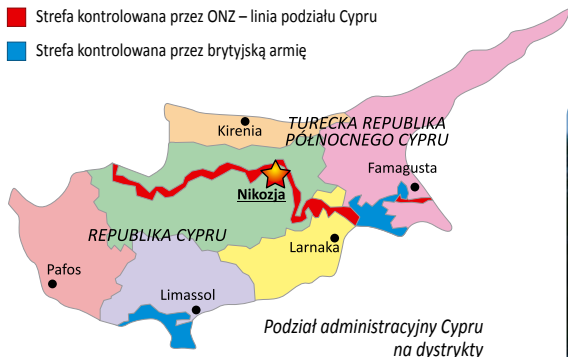 Strefa kontrolowana przez ONZ – linia podziału Cypru
Strefa kontrolowana przez brytyjską armię
Kirenia
TURECKA REPUBLIKA
PÓŁNOCNEGO CYPRU
Famagusta
Nikozja
REPUBLIKA CYPRU
Larnaka
Pafos
Limassol
Podział administracyjny Cypru
na dystrykty